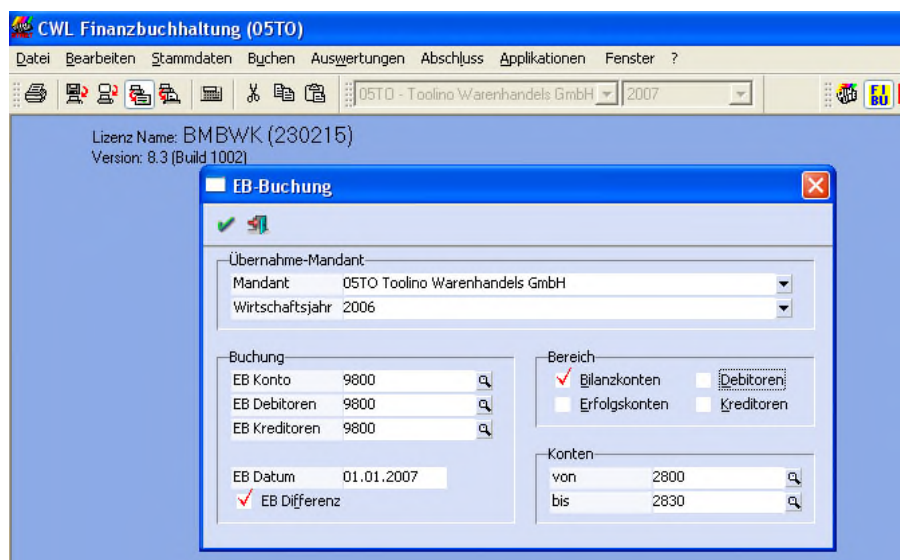 CWL Finanzbuchhaltung (05TO)
Datei Bearbeiten Stammdaten Buchen Auswertungen Abschluss Applikationen Fenster ?
05TO - Toolino Warenhandels GmbH 2007 FI BU
Lizenz Name: BMBWK (230215)
Version: 8.3 (Build 1002)
EB-Buchung
Übernahme-Mandant
Mandant 05TO Toolino Warenhandels GmbH
Wirtschaftsjahr 2006
Buchung
EB Konto 9800
EB Debitoren 9800
EB Kreditoren 9800
EB Datum 01.01.2007
EB Differenz
Bereich
Bilanzkonten Debitoren
Erfolgskonten Kreditoren
Konten
von 2800
bis 2830